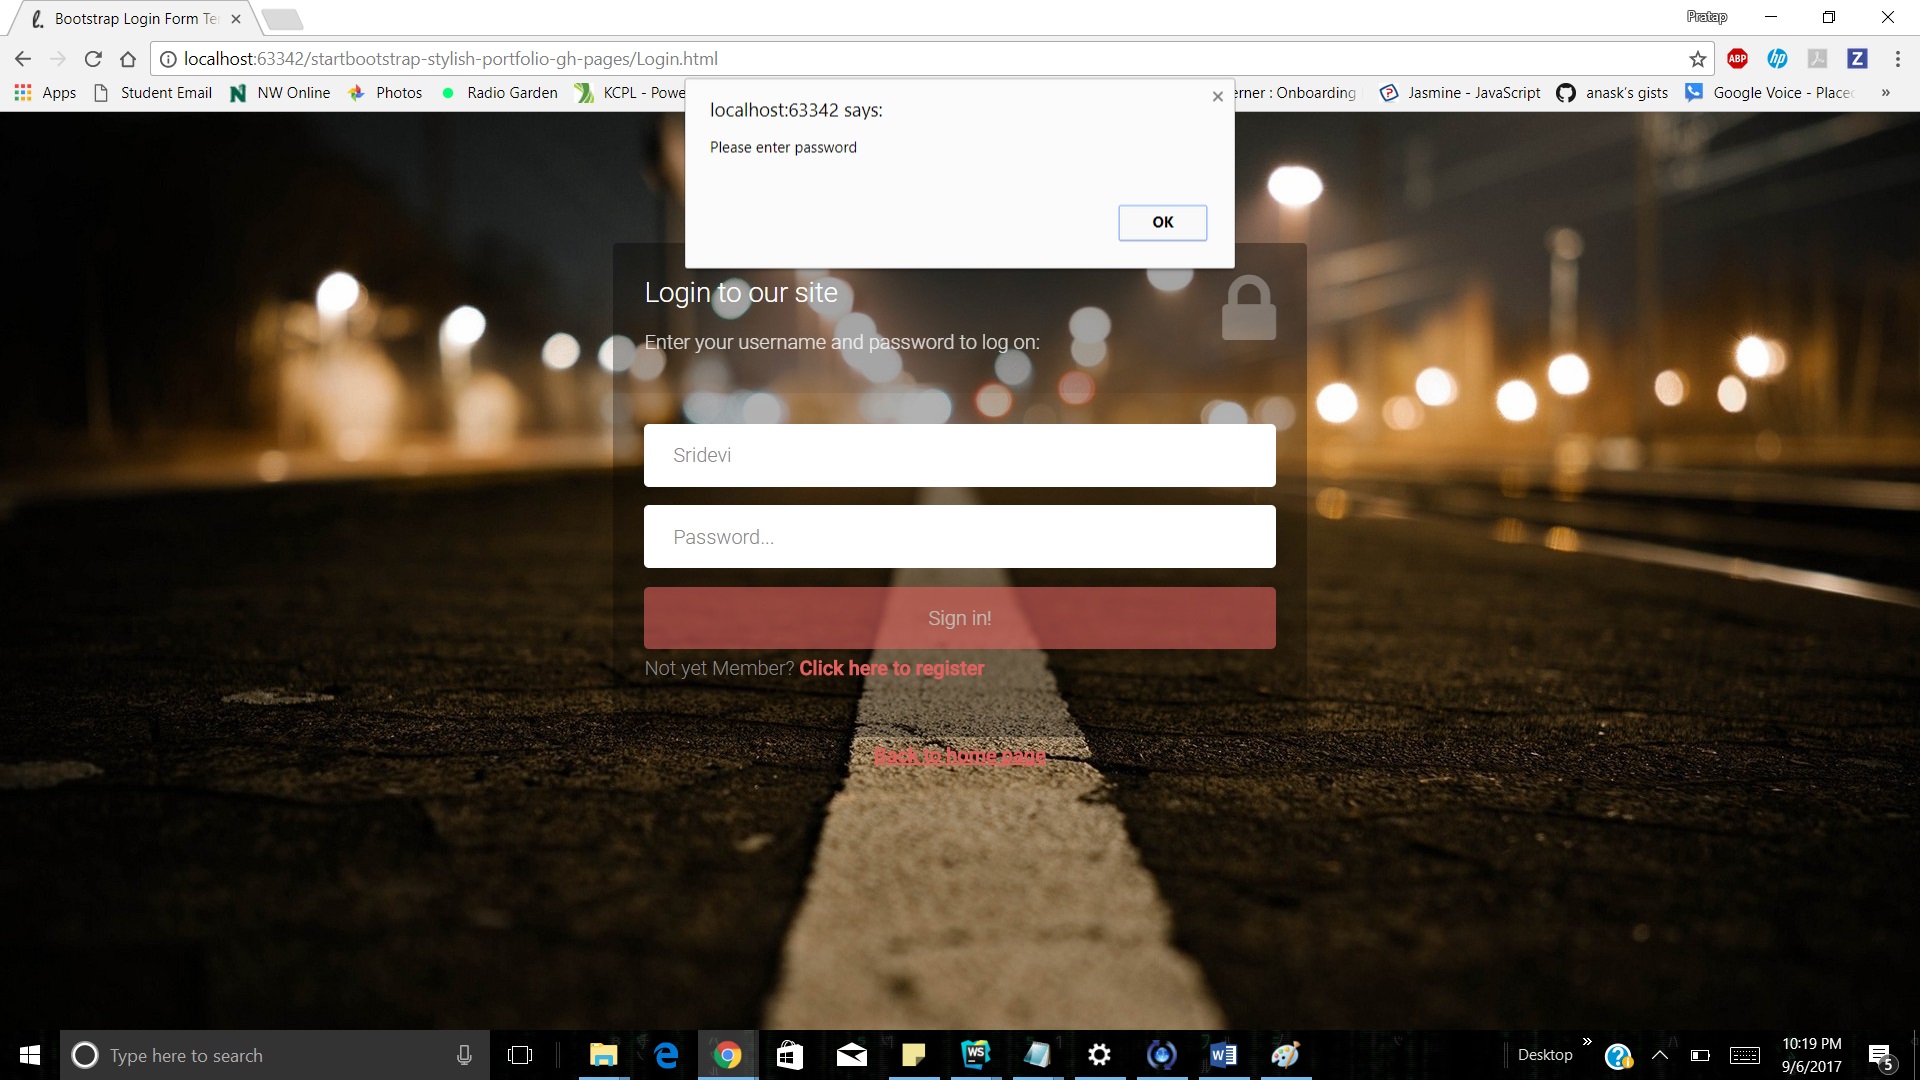 Bootstrap Login Form Te
Pratap
localhost:63342/startbootstrap-stylish-portfolio-gh-pages/Login.html
ABP
hp
Z
Apps
Student Email
N
NW Online
Photos
Radio Garden
KCPL - Powe
erner : Onboarding
Jasmine - JavaScript
anask's gists
Google Voice - Place
»
localhost:63342 says:
Please enter password
OK
Login to our site
Enter your username and password to log on:
Sridevi
Password...
Sign in!
Not yet Member? Click here to register
Back to home page
Type here to search
WS
W
Desktop
»
10:19 PM
9/6/2017
5